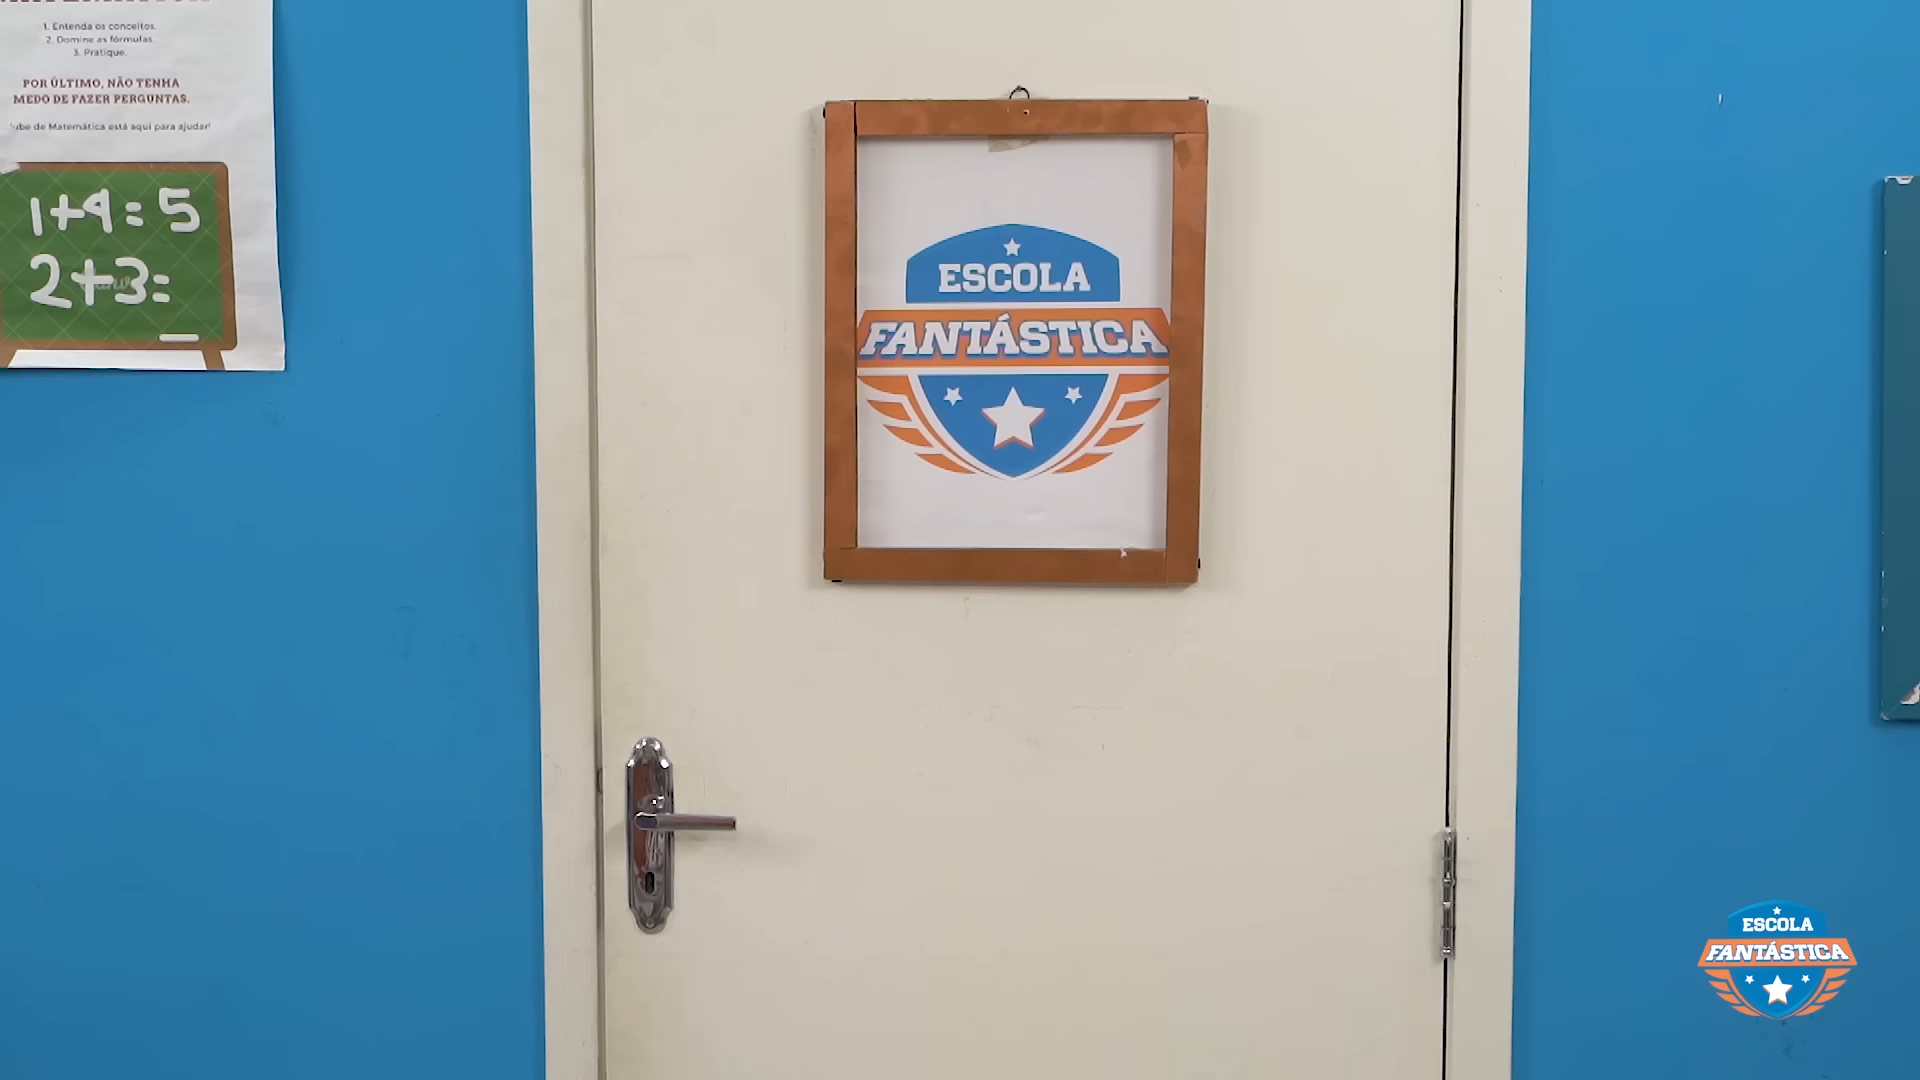 1. Entenda os conceitos.
2. Domine as fórmulas.
3. Pratique.
POR ÚLTIMO, NÃO TENHA
MEDO DE FAZER PERGUNTAS.
de Matemática está aqui para ajudar!
1+4=5
2+3=
ESCOLA
FANTÁSTICA
ESCOLA
FANTÁSTICA